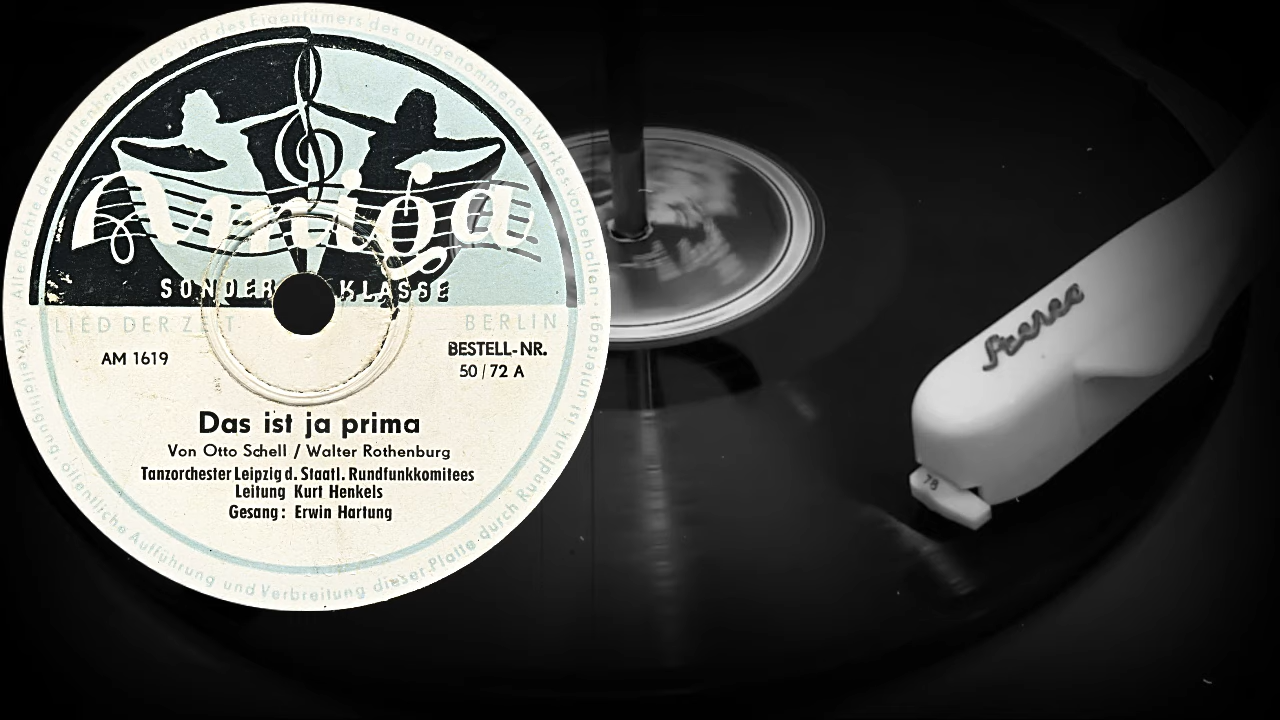 Alle Rechte des Plattenherstellers und des Eigentümers des aufgenommenen Werkes vorbehalten · Vervielfältigung, öffentliche Aufführung und Verbreitung dieser Platte durch Rundfunk ist untersagt
Amiga
SONDER KLASSE
LIED DER ZEIT BERLIN
AM 1619
BESTELL-NR.
50 / 72 A
Das ist ja prima
Von Otto Schell / Walter Rothenburg
Tanzorchester Leipzig d. Staatl. Rundfunkkomitees
Leitung Kurt Henkels
Gesang: Erwin Hartung
Stereo
78